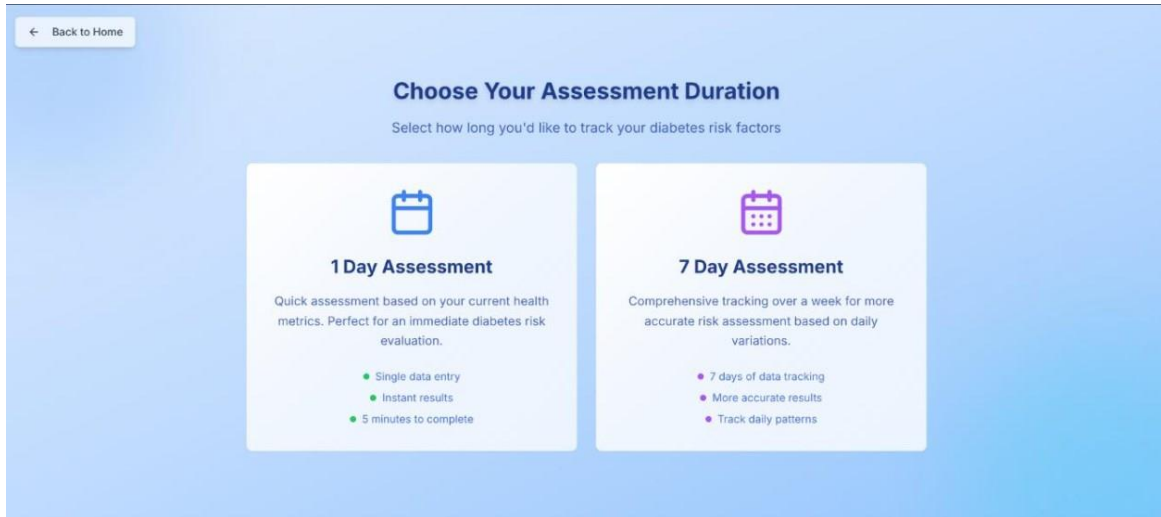 Back to Home
Choose Your Assessment Duration
Select how long you'd like to track your diabetes risk factors
1 Day Assessment
Quick assessment based on your current health
metrics. Perfect for an immediate diabetes risk
evaluation.
Single data entry
Instant results
5 minutes to complete
7 Day Assessment
Comprehensive tracking over a week for more
accurate risk assessment based on daily
variations.
7 days of data tracking
More accurate results
Track daily patterns